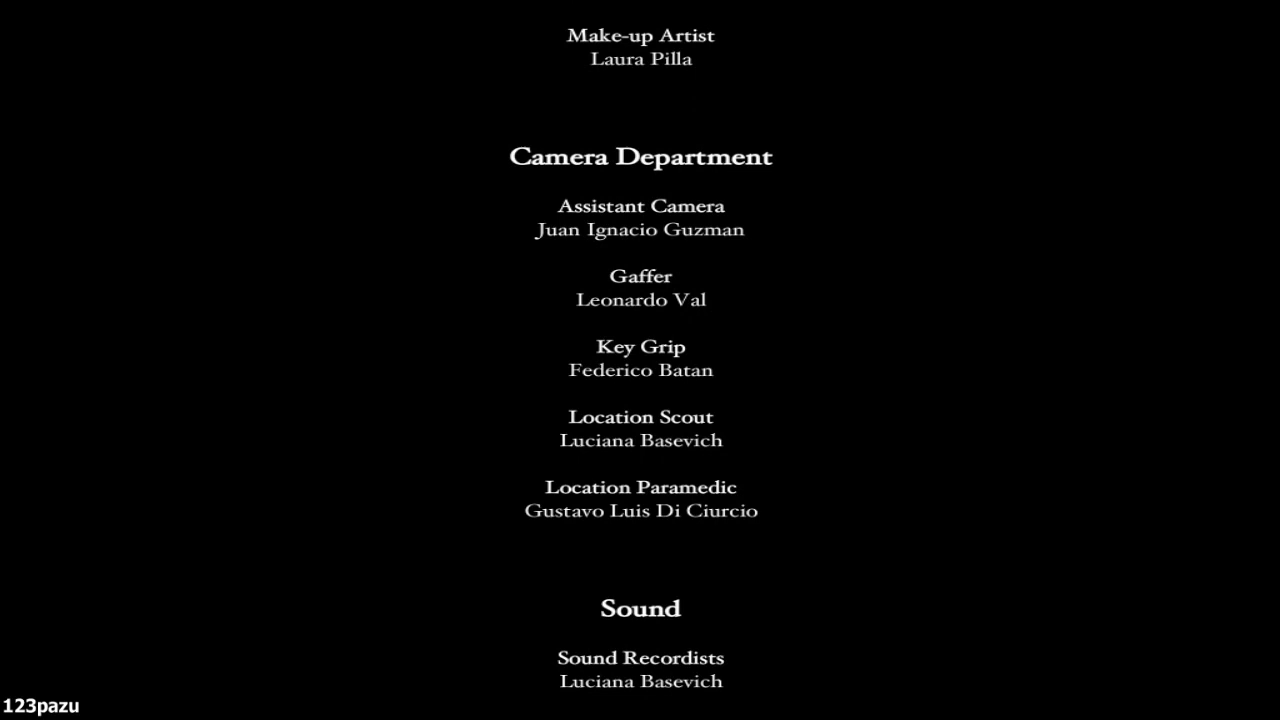 Make-up Artist
Laura Pilla
Camera Department
Assistant Camera
Juan Ignacio Guzman
Gaffer
Leonardo Val
Key Grip
Federico Batan
Location Scout
Luciana Basevich
Location Paramedic
Gustavo Luis Di Ciurcio
Sound
Sound Recordists
Luciana Basevich
123pazu